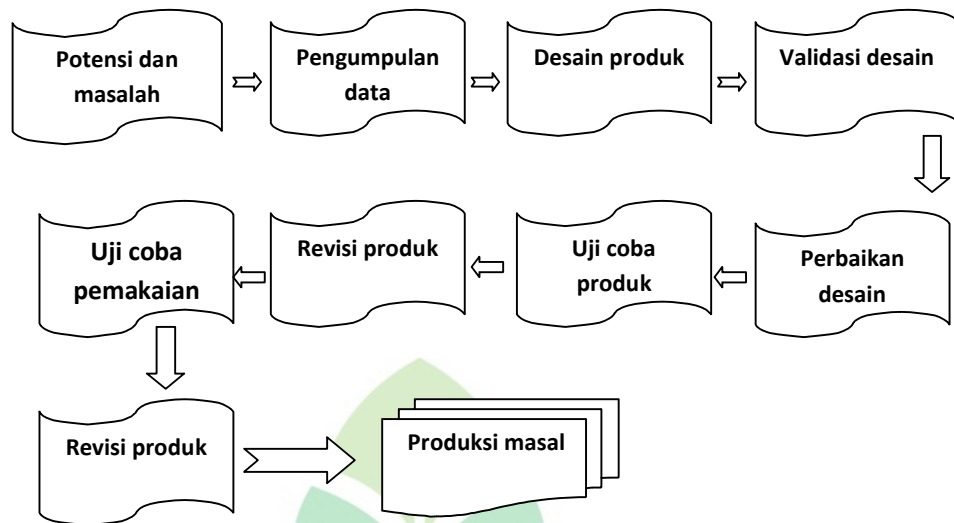 Potensi dan
masalah
Pengumpulan
data
Desain produk
Validasi desain
Perbaikan
desain
Uji coba
produk
Revisi produk
Uji coba
pemakaian
Revisi produk
Produksi masal